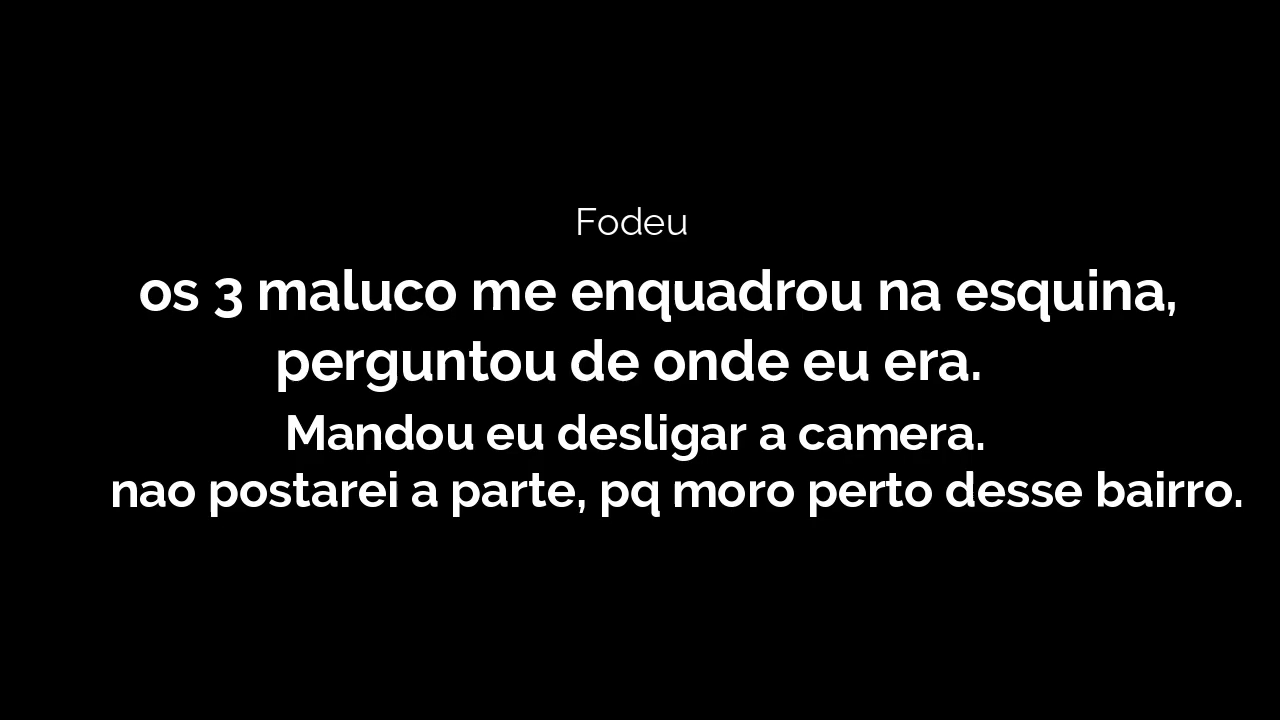 Fodeu
os 3 maluco me enquadrou na esquina,
perguntou de onde eu era.
Mandou eu desligar a camera.
nao postarei a parte, pq moro perto desse bairro.